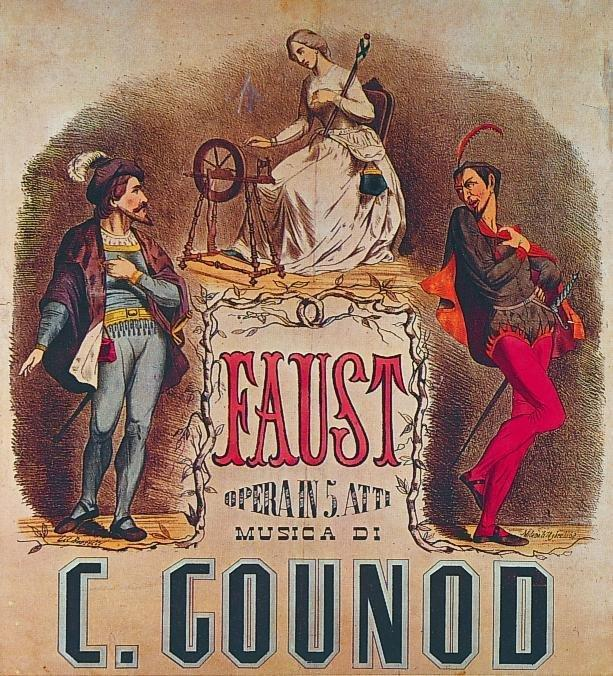 FAUST
OPERA IN 5 ATTI
MUSICA DI
C. GOUNOD